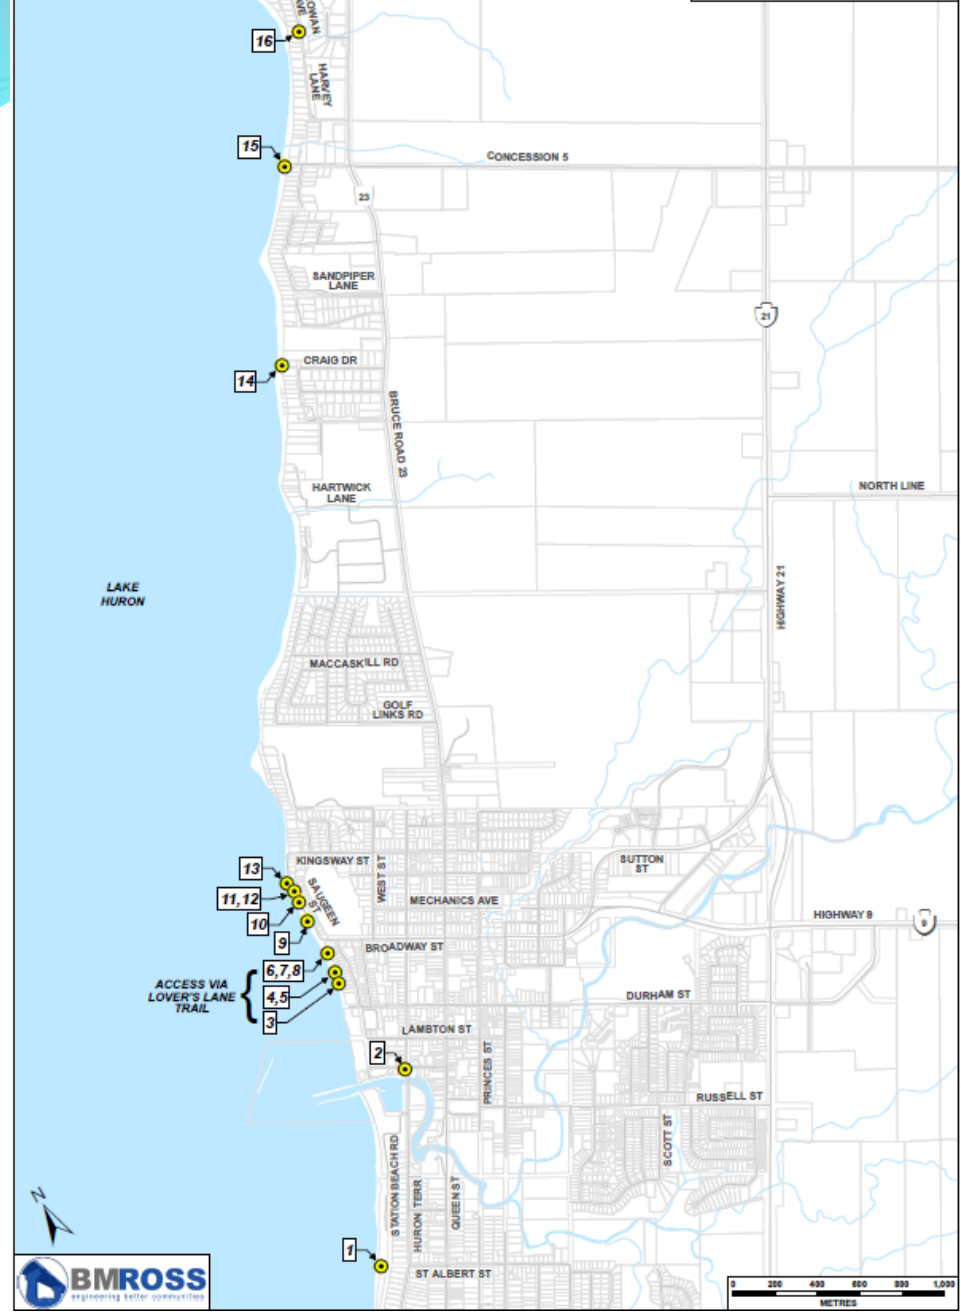 OWAN
AVE
16
HARVEY
LANE
15
CONCESSION 5
23
SANDPIPER
LANE
21
CRAIG DR
14
BRUCE ROAD 23
HARTWICK
LANE
NORTH LINE
LAKE
HURON
HIGHWAY 21
MACCASKILL RD
GOLF
LINKS RD
KINGSWAY ST
WEST ST
SUTTON
ST
13
SAUGEEN
ST
11,12
MECHANICS AVE
10
HIGHWAY 9
9
9
BROADWAY ST
6,7,8
ACCESS VIA
LOVER'S LANE
TRAIL
4,5
DURHAM ST
3
LAMBTON ST
2
PRINCES ST
RUSSELL ST
SCOTT ST
STATION BEACH RD
HURON TERR
QUEEN ST
N
1
ST ALBERT ST
BMROSS
engineering better communities
0 200 400 600 800 1,000
METRES